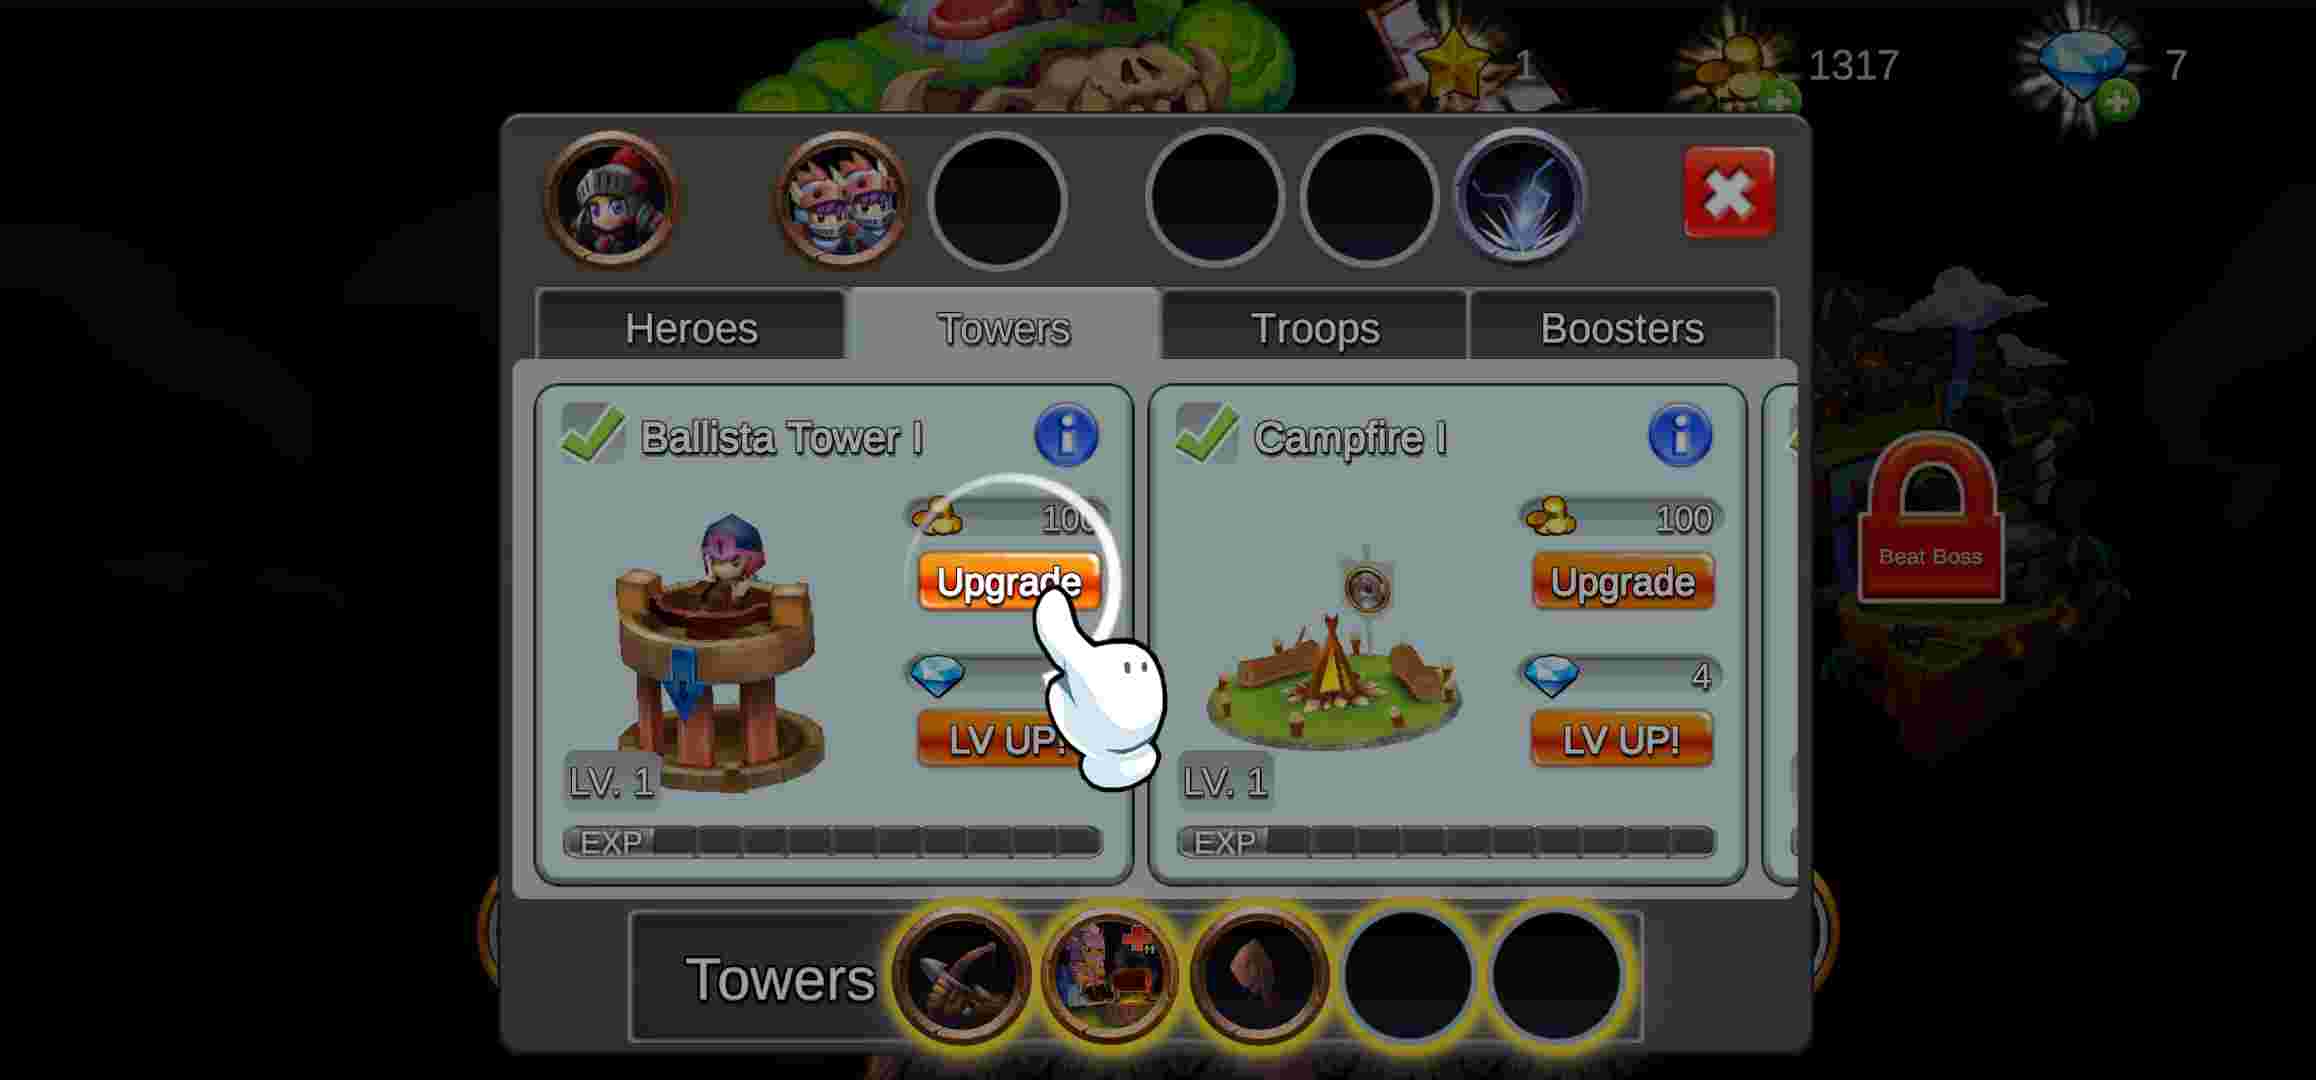 1
1317
7
Heroes
Towers
Troops
Boosters
Ballista Tower I
100
Upgrade
LV UP!
LV. 1
EXP
Campfire I
100
Upgrade
4
LV UP!
LV. 1
EXP
Beat Boss
Towers